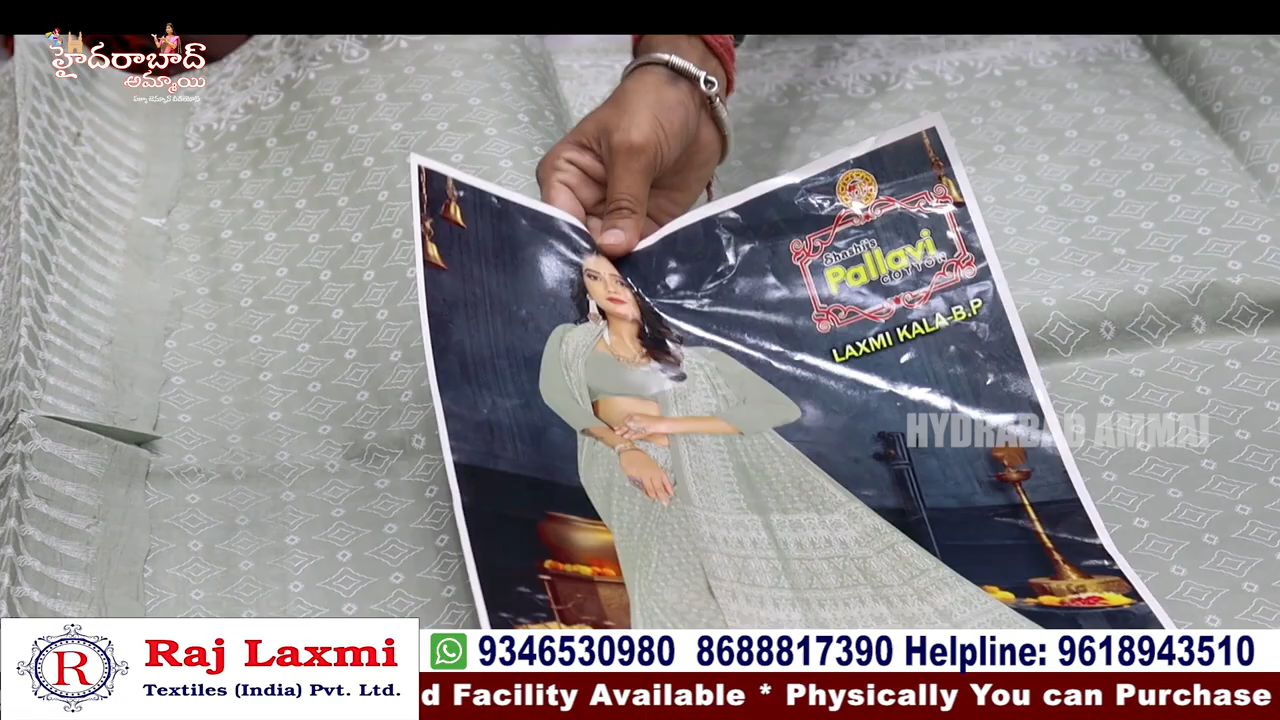 హైదరాబాద్
అమ్మాయి
Shashi's
Pallavi
COTTON
LAXMI KALA-B.P
HYDRABAD AMMAI
R
Raj Laxmi
Textiles (India) Pvt. Ltd.
9346530980 8688817390 Helpline: 9618943510
d Facility Available * Physically You can Purchase